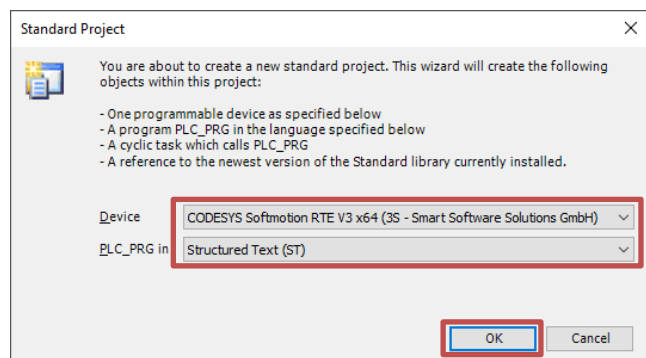 Standard Project
You are about to create a new standard project. This wizard will create the following
objects within this project:
- One programmable device as specified below
- A program PLC_PRG in the language specified below
- A cyclic task which calls PLC_PRG
- A reference to the newest version of the Standard library currently installed.
Device CODESYS Softmotion RTE V3 x64 (3S - Smart Software Solutions GmbH)
PLC_PRG in Structured Text (ST)
OK Cancel